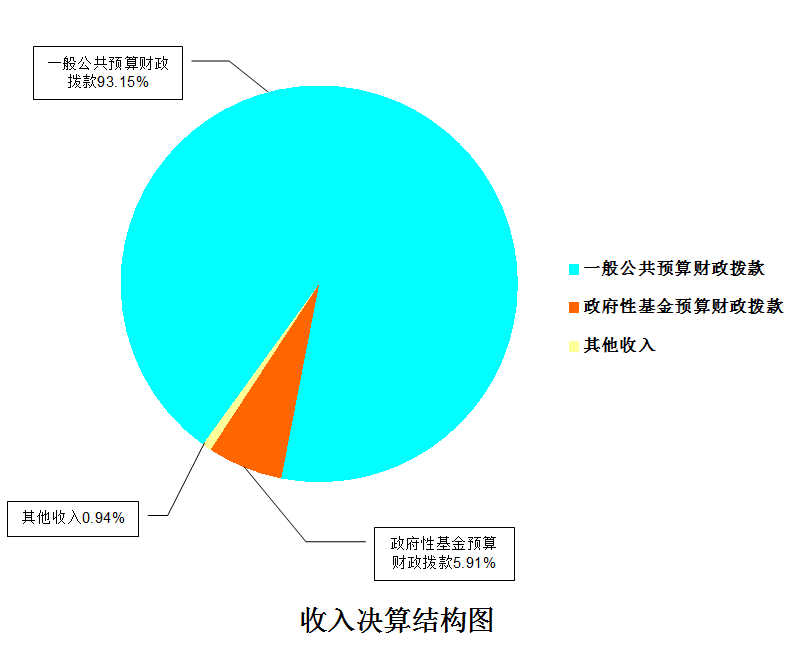 一般公共预算财政
拨款93.15%
一般公共预算财政拨款
政府性基金预算财政拨款
其他收入
其他收入0.94%
政府性基金预算
财政拨款5.91%
收入决算结构图